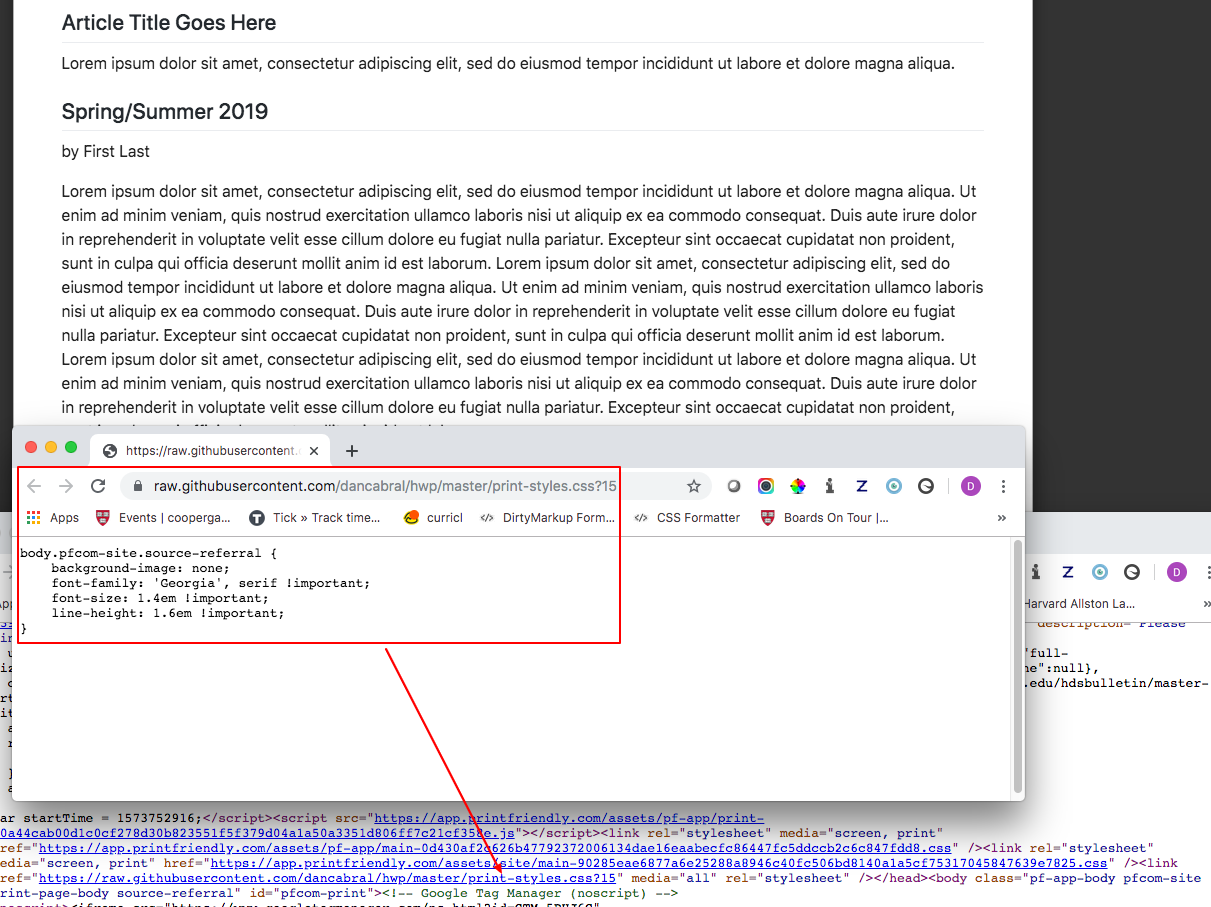 Article Title Goes Here
Lorem ipsum dolor sit amet, consectetur adipiscing elit, sed do eiusmod tempor incididunt ut labore et dolore magna aliqua.
Spring/Summer 2019
by First Last
Lorem ipsum dolor sit amet, consectetur adipiscing elit, sed do eiusmod tempor incididunt ut labore et dolore magna aliqua. Ut
enim ad minim veniam, quis nostrud exercitation ullamco laboris nisi ut aliquip ex ea commodo consequat. Duis aute irure dolor
in reprehenderit in voluptate velit esse cillum dolore eu fugiat nulla pariatur. Excepteur sint occaecat cupidatat non proident,
sunt in culpa qui officia deserunt mollit anim id est laborum. Lorem ipsum dolor sit amet, consectetur adipiscing elit, sed do
eiusmod tempor incididunt ut labore et dolore magna aliqua. Ut enim ad minim veniam, quis nostrud exercitation ullamco laboris
nisi ut aliquip ex ea commodo consequat. Duis aute irure dolor in reprehenderit in voluptate velit esse cillum dolore eu fugiat
nulla pariatur. Excepteur sint occaecat cupidatat non proident, sunt in culpa qui officia deserunt mollit anim id est laborum.
Lorem ipsum dolor sit amet, consectetur adipiscing elit, sed do eiusmod tempor incididunt ut labore et dolore magna aliqua. Ut
enim ad minim veniam, quis nostrud exercitation ullamco laboris nisi ut aliquip ex ea commodo consequat. Duis aute irure dolor
in reprehenderit in voluptate velit esse cillum dolore eu fugiat nulla pariatur. Excepteur sint occaecat cupidatat non proident,
https://raw.githubusercontent.
raw.githubusercontent.com/dancabral/hwp/master/print-styles.css?15
D
Apps Events | cooperga... Tick » Track time... curricl DirtyMarkup Form... CSS Formatter Boards On Tour |... »
body.pfcom-site.source-referral {
background-image: none;
font-family: 'Georgia', serif !important;
font-size: 1.4em !important;
line-height: 1.6em !important;
}
Z D
Harvard Allston La... »
description="Please
"full-
ne":null},
.edu/hdsbulletin/master-
ar startTime = 1573752916;</script><script src="https://app.printfriendly.com/assets/pf-app/print-
0a44cab00d1c0cf278d30b823551f5f379d04a1a50a3351d806ff7c21cf358e.js"></script><link rel="stylesheet" media="screen, print"
ref="https://app.printfriendly.com/assets/pf-app/main-0d430af2c626b47792372006134dae16eaabecfc86447fc5ddccb2c6c847fdd8.css" /><link rel="stylesheet"
edia="screen, print" href="https://app.printfriendly.com/assets/site/main-90285eae6877a6e25288a8946c40fc506bd8140a1a5cf75317045847639e7825.css" /><link
ref="https://raw.githubusercontent.com/dancabral/hwp/master/print-styles.css?15" media="all" rel="stylesheet" /></head><body class="pf-app-body pfcom-site
rint-page-body source-referral" id="pfcom-print"><!-- Google Tag Manager (noscript) -->